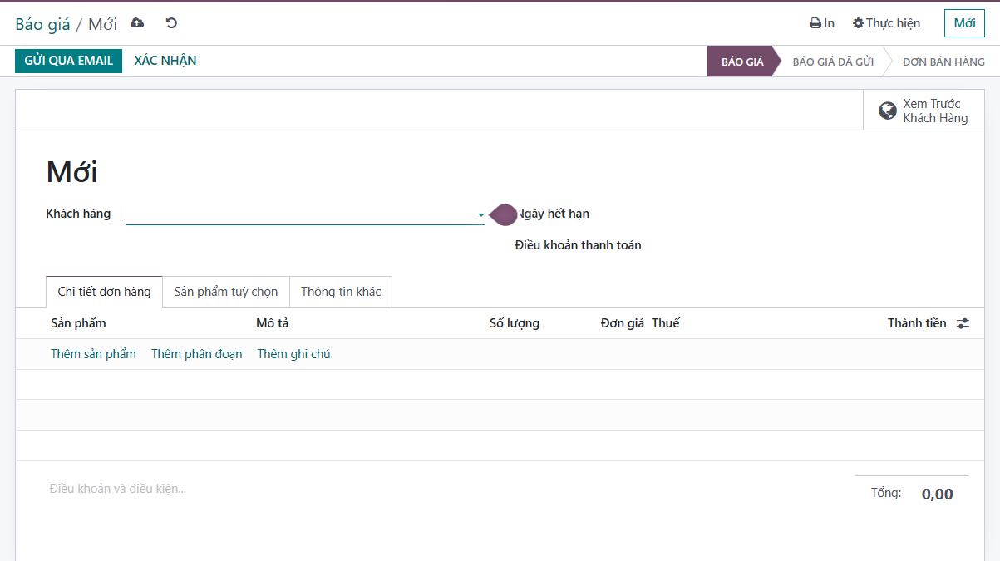 Báo giá / Mới
In
Thực hiện
Mới
GỬI QUA EMAIL
XÁC NHẬN
BÁO GIÁ
BÁO GIÁ ĐÃ GỬI
ĐƠN BÁN HÀNG
Xem Trước
Khách Hàng
Mới
Khách hàng
Ngày hết hạn
Điều khoản thanh toán
Chi tiết đơn hàng
Sản phẩm tuỳ chọn
Thông tin khác
Sản phẩm
Mô tả
Số lượng
Đơn giá
Thuế
Thành tiền
Thêm sản phẩm
Thêm phân đoạn
Thêm ghi chú
Điều khoản và điều kiện...
Tổng:
0,00